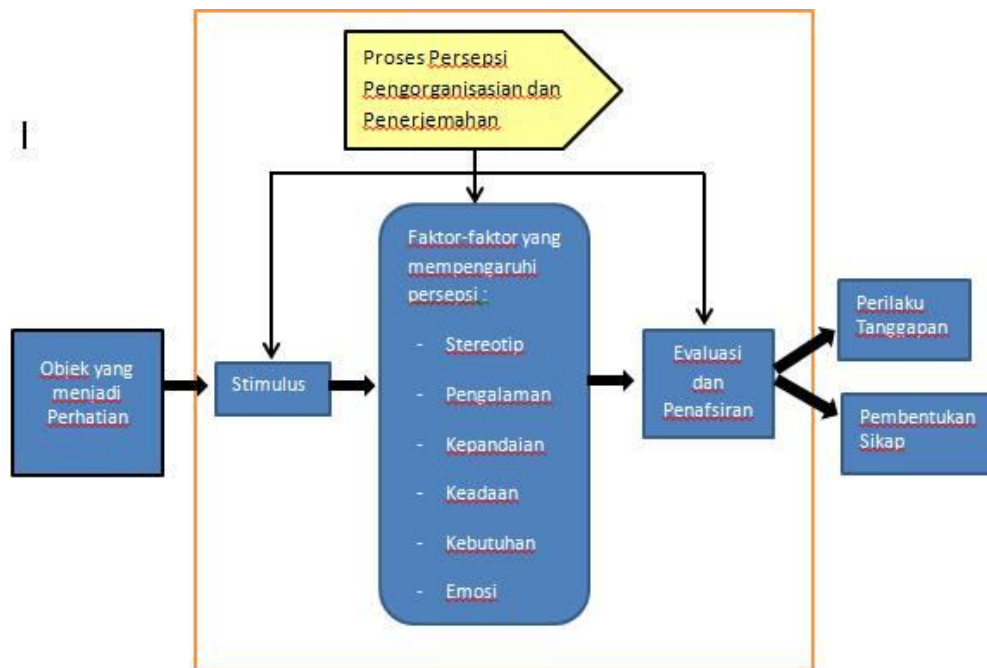 Proses Persepsi
Pengorganisasian dan
Penerjemahan
Faktor-faktor yang
mempengaruhi
persepsi :
- Stereotip
- Pengalaman
- Kepandaian
- Keadaan
- Kebutuhan
- Emosi
Objek yang
menjadi
Perhatian
Stimulus
Evaluasi
dan
Penafsiran
Perilaku
Tanggapan
Pembentukan
Sikap